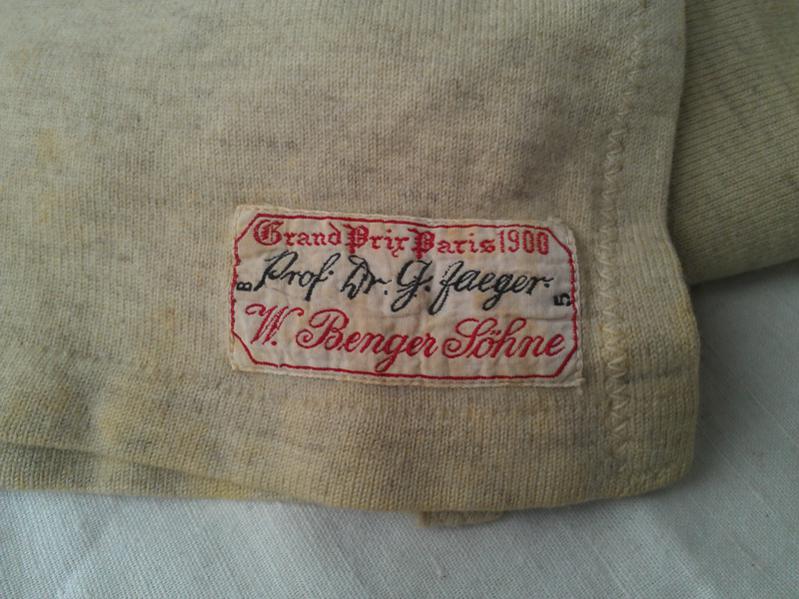 Grand Prix Paris 1900
Prof. Dr. G. Jaeger
W. Benger Söhne
B
5